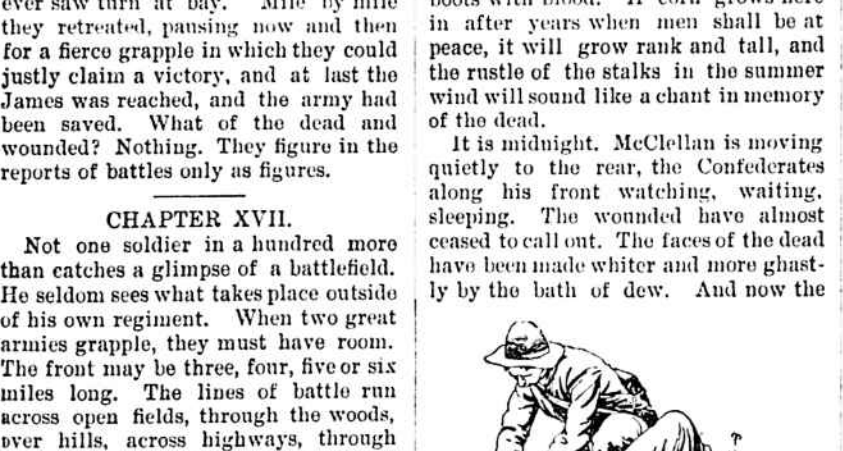 ever saw turn at bay. Mile by mile
they retreated, pausing now and then
for a fierce grapple in which they could
justly claim a victory, and at last the
James was reached, and the army had
been saved. What of the dead and
wounded? Nothing. They figure in the
reports of battles only as figures.
CHAPTER XVII.
Not one soldier in a hundred more
than catches a glimpse of a battlefield.
He seldom sees what takes place outside
of his own regiment. When two great
armies grapple, they must have room.
The front may be three, four, five or six
miles long. The lines of battle run
across open fields, through the woods,
over hills, across highways, through
boots with blood. If corn grows here
in after years when men shall be at
peace, it will grow rank and tall, and
the rustle of the stalks in the summer
wind will sound like a chant in memory
of the dead.
It is midnight. McClellan is moving
quietly to the rear, the Confederates
along his front watching, waiting,
sleeping. The wounded have almost
ceased to call out. The faces of the dead
have been made whiter and more ghast-
ly by the bath of dew. And now the